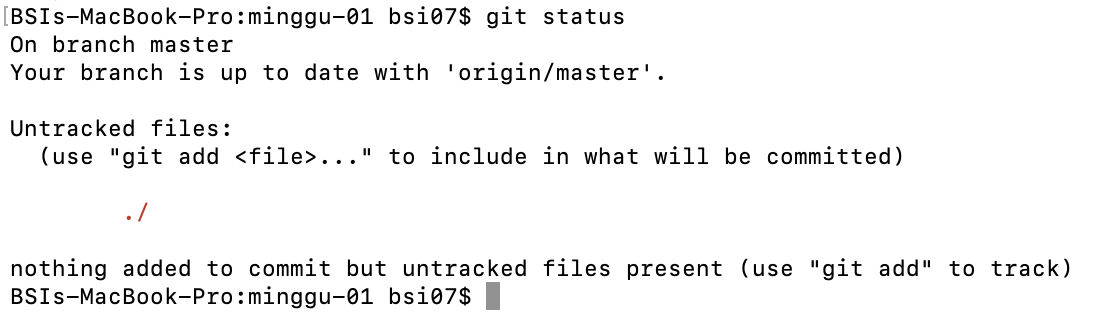 [BSIs-MacBook-Pro:minggu-01 bsi07$ git status
On branch master
Your branch is up to date with 'origin/master'.
Untracked files:
(use "git add <file>..." to include in what will be committed)
./
nothing added to commit but untracked files present (use "git add" to track)
BSIs-MacBook-Pro:minggu-01 bsi07$